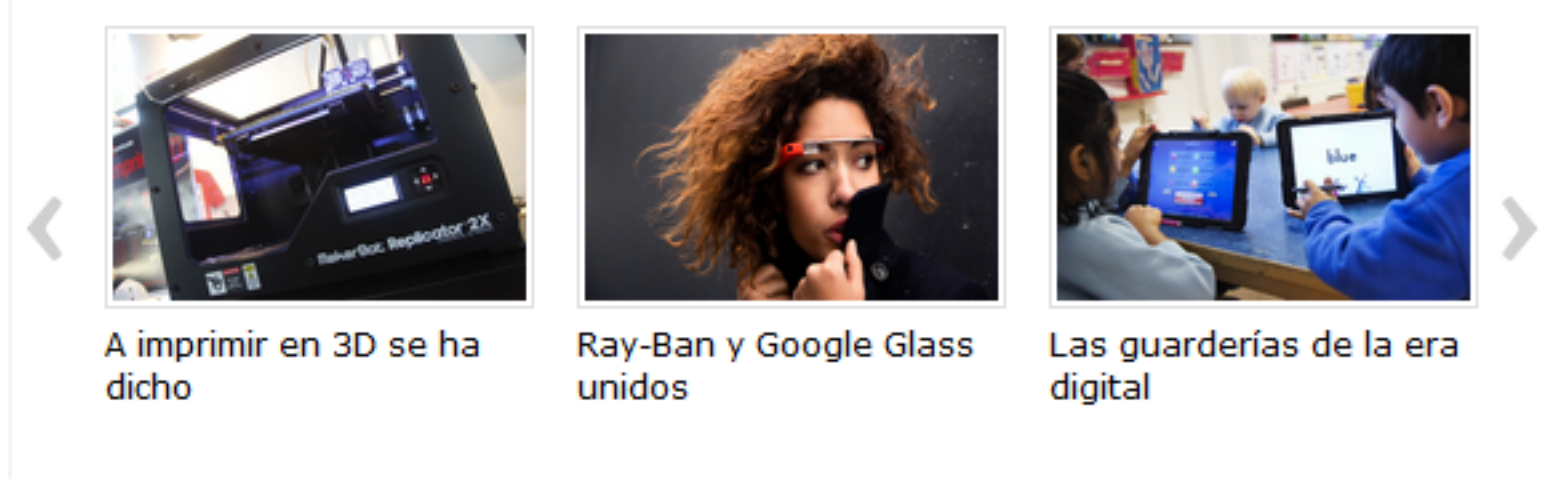 MakerBot Replicator 2X
blue
A imprimir en 3D se ha
dicho
Ray-Ban y Google Glass
unidos
Las guarderías de la era
digital